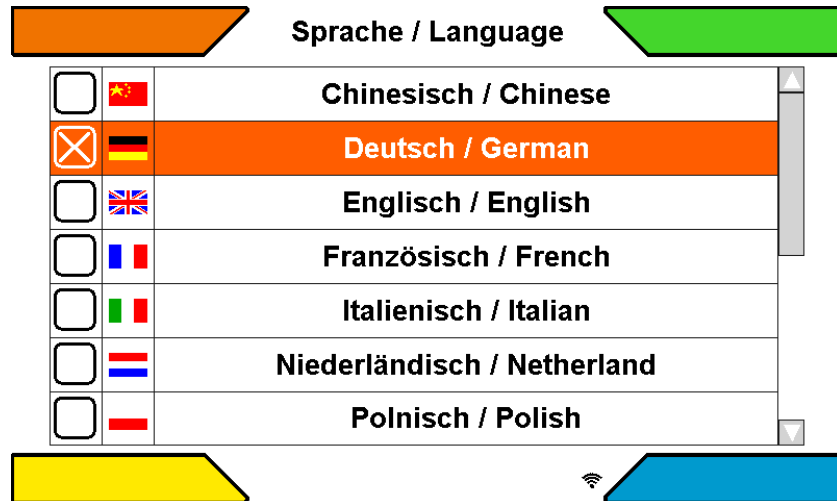 Sprache / Language
Chinesisch / Chinese
Deutsch / German
Englisch / English
Französisch / French
Italienisch / Italian
Niederländisch / Netherland
Polnisch / Polish